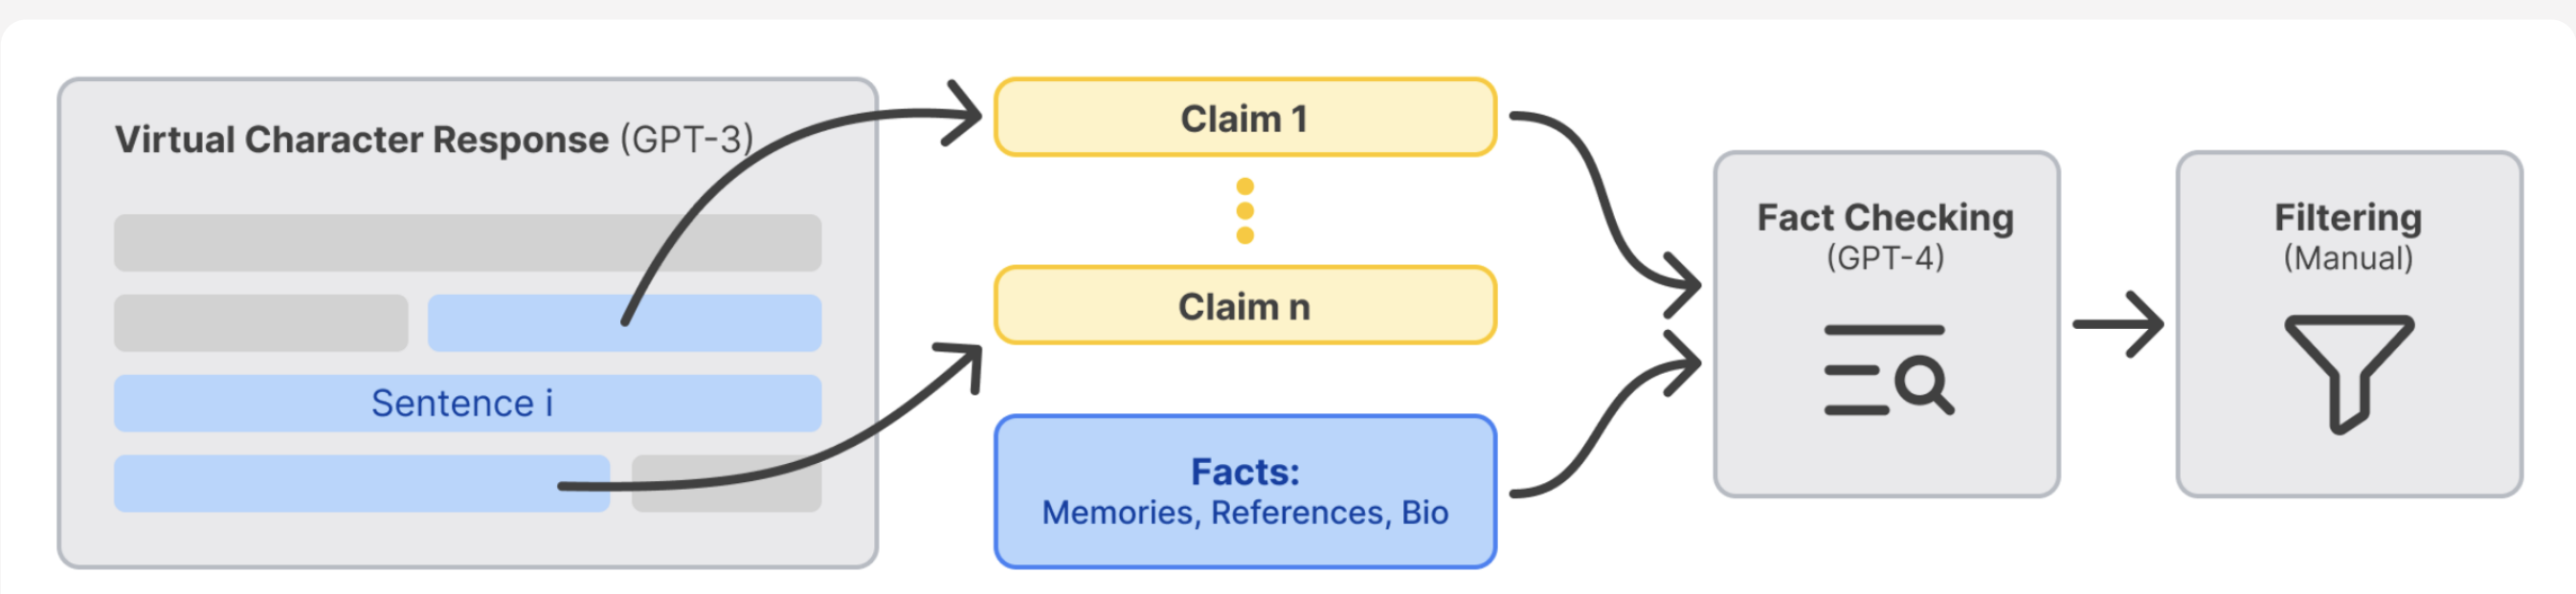 Virtual Character Response (GPT-3)
Sentence i
Claim 1
Claim n
Facts:
Memories, References, Bio
Fact Checking
(GPT-4)
Filtering
(Manual)